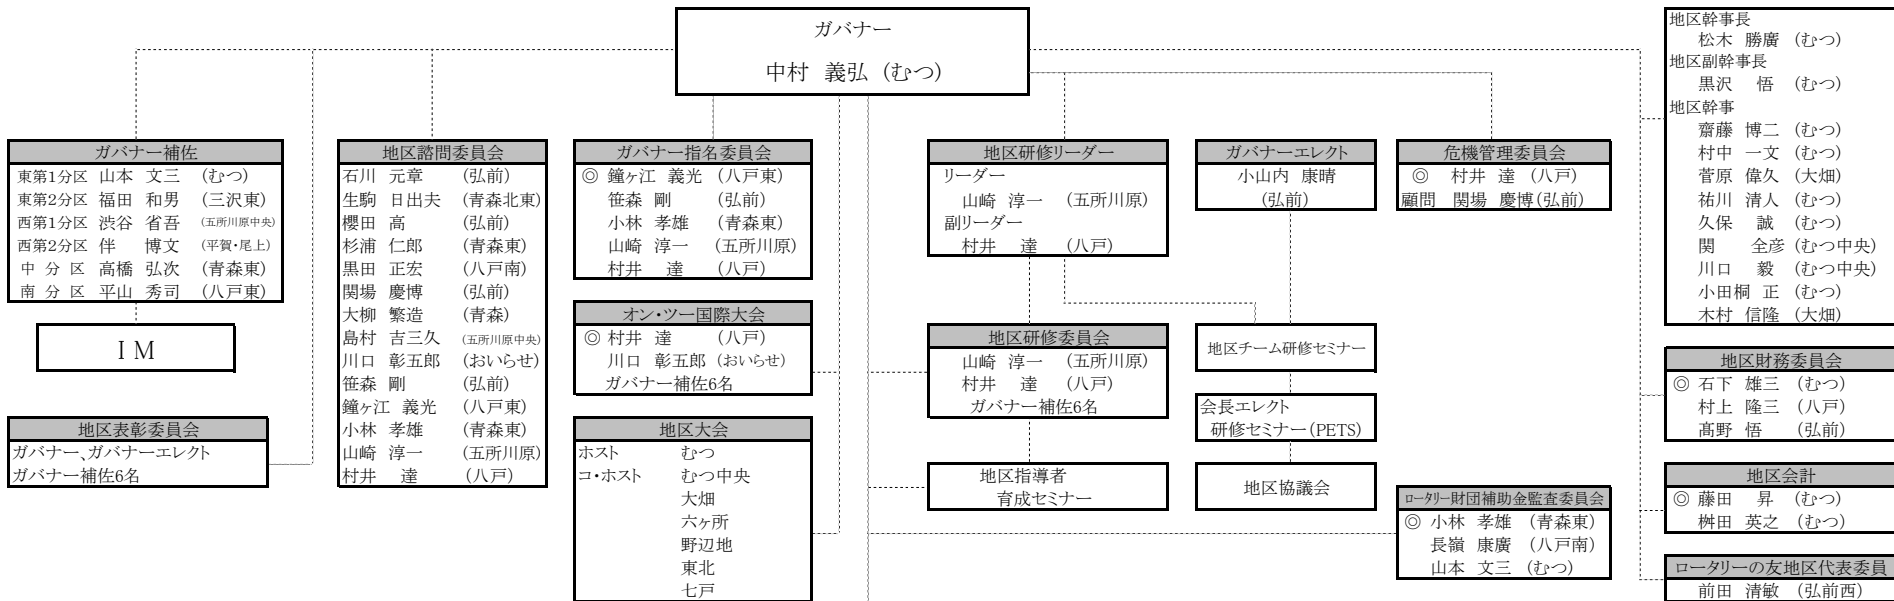 ガバナー
中村 義弘 (むつ)
ガバナー補佐
東第1分区 山本 文三 (むつ)
東第2分区 福田 和男 (三沢東)
西第1分区 渋谷 省吾 (五所川原中央)
西第2分区 伴 博文 (平賀・尾上)
中 分 区 高橋 弘次 (青森東)
南 分 区 平山 秀司 (八戸東)
I M
地区表彰委員会
ガバナー、ガバナーエレクト
ガバナー補佐6名
地区諮問委員会
石川 元章 (弘前)
生駒 日出夫 (青森北東)
櫻田 高 (弘前)
杉浦 仁郎 (青森東)
黒田 正宏 (八戸南)
関場 慶博 (弘前)
大柳 繁造 (青森)
島村 吉三久 (五所川原中央)
川口 彰五郎 (おいらせ)
笹森 剛 (弘前)
鐘ヶ江 義光 (八戸東)
小林 孝雄 (青森東)
山崎 淳一 (五所川原)
村井 達 (八戸)
ガバナー指名委員会
◎ 鐘ヶ江 義光 (八戸東)
笹森 剛 (弘前)
小林 孝雄 (青森東)
山崎 淳一 (五所川原)
村井 達 (八戸)
オン・ツー国際大会
◎ 村井 達 (八戸)
川口 彰五郎 (おいらせ)
ガバナー補佐6名
地区大会
ホスト むつ
コ・ホスト むつ中央
大畑
六ヶ所
野辺地
東北
七戸
地区研修リーダー
リーダー
山崎 淳一 (五所川原)
副リーダー
村井 達 (八戸)
地区研修委員会
山崎 淳一 (五所川原)
村井 達 (八戸)
ガバナー補佐6名
地区指導者
育成セミナー
ガバナーエレクト
小山内 康晴
(弘前)
地区チーム研修セミナー
会長エレクト
研修セミナー(PETS)
地区協議会
危機管理委員会
◎ 村井 達 (八戸)
顧問 関場 慶博(弘前)
ロータリー財団補助金監査委員会
◎ 小林 孝雄 (青森東)
長嶺 康廣 (八戸南)
山本 文三 (むつ)
地区幹事長
松木 勝廣 (むつ)
地区副幹事長
黒沢 悟 (むつ)
地区幹事
齋藤 博二 (むつ)
村中 一文 (むつ)
菅原 偉久 (大畑)
祐川 清人 (むつ)
久保 誠 (むつ)
関 全彦 (むつ中央)
川口 毅 (むつ中央)
小田桐 正 (むつ)
木村 信隆 (大畑)
地区財務委員会
◎ 石下 雄三 (むつ)
村上 隆三 (八戸)
髙野 悟 (弘前)
地区会計
◎ 藤田 昇 (むつ)
桝田 英之 (むつ)
ロータリーの友地区代表委員
前田 清敏 (弘前西)